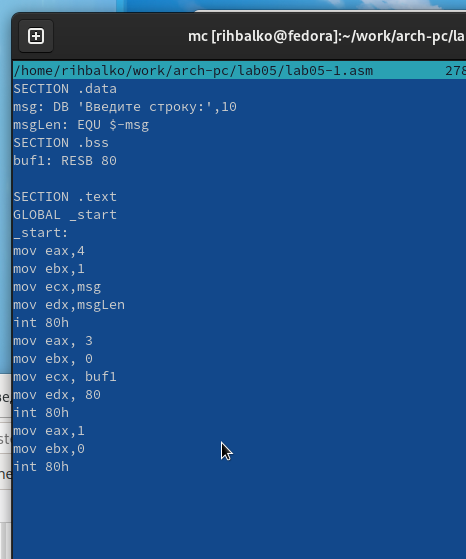 mc [rihbalko@fedora]:~/work/arch-pc/la
/home/rihbalko/work/arch-pc/lab05/lab05-1.asm 278
SECTION .data
msg: DB 'Введите строку:',10
msgLen: EQU $-msg
SECTION .bss
buf1: RESB 80
SECTION .text
GLOBAL _start
_start:
mov eax,4
mov ebx,1
mov ecx,msg
mov edx,msgLen
int 80h
mov eax, 3
mov ebx, 0
mov ecx, buf1
mov edx, 80
int 80h
mov eax,1
mov ebx,0
int 80h